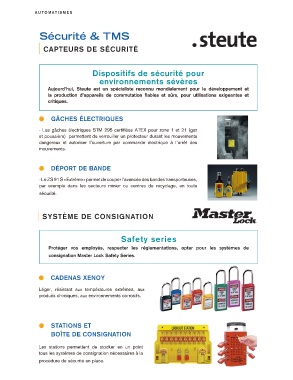 AUTOMATISMES
Sécurité & TMS
CAPTEURS DE SÉCURITÉ
.steute
Dispositifs de sécurité pour
environnements sévères
Aujourd'hui, Steute est un spécialiste reconnu mondialement pour le développement et
la production d'appareils de commutation fiables et sûrs, pour utilisations exigeantes et
critiques.
GÂCHES ÉLECTRIQUES
- Les gâches électriques STM 295 certifiées ATEX pour zone 1 et 21 (gaz
et poussière) permettent de verrouiller un protecteur durant les mouvements
dangereux et autoriser l'ouverture par commande électrique à l'arrêt des
mouvements.
DÉPORT DE BANDE
- Le ZS 91 S «Extrême» permet de couper l'avancée des bandes transporteuses,
par exemple dans les secteurs minier ou centres de recyclage, en toute
sécurité.
SYSTÈME DE CONSIGNATION
Master Lock
Safety series
Protéger vos employés, respecter les réglementations, opter pour les systèmes de
consignation Master Lock Safety Series.
CADENAS XENOY
Léger, résistant aux températures extrêmes, aux
produits chimiques, aux environnements corrosifs.
STATIONS ET
BOÎTE DE CONSIGNATION
Les stations permettent de stocker en un point
tous les systèmes de consignation nécessaires à la
procédure de sécurité en place.